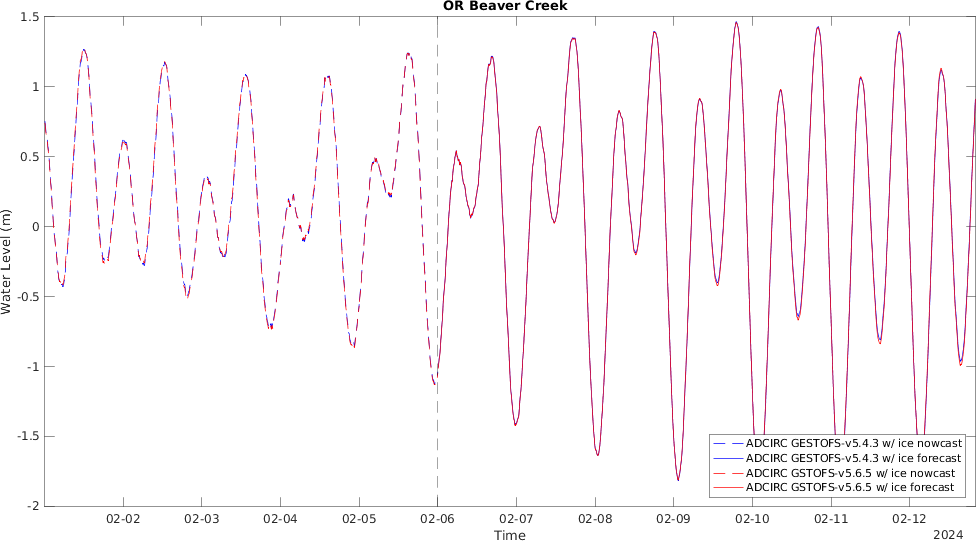 OR Beaver Creek
1.5
1
0.5
0
-0.5
-1
-1.5
-2
Water Level (m)
02-02 02-03 02-04 02-05 02-06 02-07 02-08 02-09 02-10 02-11 02-12
Time
2024
ADCIRC GESTOFS-v5.4.3 w/ ice nowcast
ADCIRC GESTOFS-v5.4.3 w/ ice forecast
ADCIRC GSTOFS-v5.6.5 w/ ice nowcast
ADCIRC GSTOFS-v5.6.5 w/ ice forecast